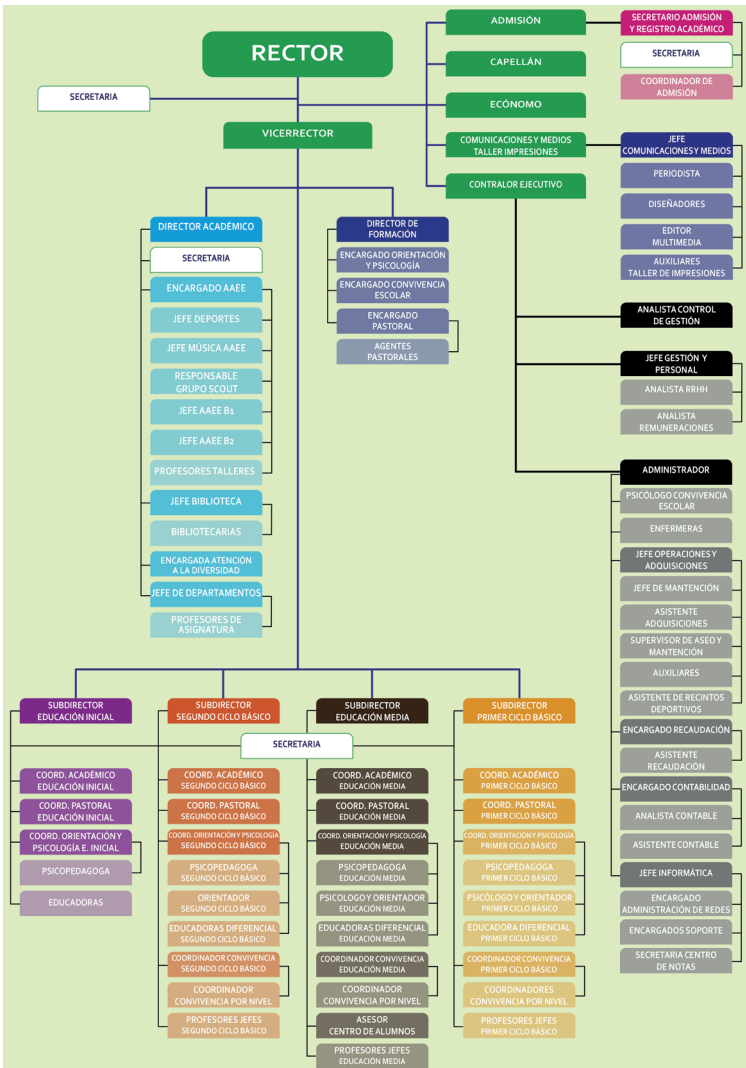 RECTOR
SECRETARIA
VICERRECTOR
ADMISIÓN
CAPELLÁN
ECÓNOMO
COMUNICACIONES Y MEDIOS
TALLER IMPRESIONES
CONTRALOR EJECUTIVO
SECRETARIO ADMISIÓN
Y REGISTRO ACADÉMICO
SECRETARIA
COORDINADOR DE
ADMISIÓN
JEFE
COMUNICACIONES Y MEDIOS
PERIODISTA
DISEÑADORES
EDITOR
MULTIMEDIA
AUXILIARES
TALLER DE IMPRESIONES
DIRECTOR ACADÉMICO
SECRETARIA
ENCARGADO AAEE
JEFE DEPORTES
JEFE MÚSICA AAEE
RESPONSABLE
GRUPO SCOUT
JEFE AAEE B1
JEFE AAEE B2
PROFESORES TALLERES
JEFE BIBLIOTECA
BIBLIOTECARIAS
ENCARGADA ATENCIÓN
A LA DIVERSIDAD
JEFE DE DEPARTAMENTOS
PROFESORES DE
ASIGNATURA
DIRECTOR DE
FORMACIÓN
ENCARGADO ORIENTACIÓN
Y PSICOLOGÍA
ENCARGADO CONVIVENCIA
ESCOLAR
ENCARGADO
PASTORAL
AGENTES
PASTORALES
ANALISTA CONTROL
DE GESTIÓN
JEFE GESTIÓN Y
PERSONAL
ANALISTA RRHH
ANALISTA
REMUNERACIONES
ADMINISTRADOR
PSICÓLOGO CONVIVENCIA
ESCOLAR
ENFERMERAS
JEFE OPERACIONES Y
ADQUISICIONES
JEFE DE MANTENCIÓN
ASISTENTE
ADQUISICIONES
SUPERVISOR DE ASEO Y
MANTENCIÓN
AUXILIARES
ASISTENTE DE RECINTOS
DEPORTIVOS
ENCARGADO RECAUDACIÓN
ASISTENTE
RECAUDACIÓN
ENCARGADO CONTABILIDAD
ANALISTA CONTABLE
ASISTENTE CONTABLE
JEFE INFORMÁTICA
ENCARGADO
ADMINISTRACIÓN DE REDES
ENCARGADOS SOPORTE
SECRETARIA CENTRO
DE NOTAS
SUBDIRECTOR
EDUCACIÓN INICIAL
COORD. ACADÉMICO
EDUCACIÓN INICIAL
COORD. PASTORAL
EDUCACIÓN INICIAL
COORD. ORIENTACIÓN Y
PSICOLOGÍA E. INICIAL
PSICOPEDAGOGA
EDUCADORAS
SUBDIRECTOR
SEGUNDO CICLO BÁSICO
SECRETARIA
COORD. ACADÉMICO
SEGUNDO CICLO BÁSICO
COORD. PASTORAL
SEGUNDO CICLO BÁSICO
COORD. ORIENTACIÓN Y PSICOLOGÍA
SEGUNDO CICLO BÁSICO
PSICOPEDAGOGA
SEGUNDO CICLO BÁSICO
ORIENTADOR
SEGUNDO CICLO BÁSICO
EDUCADORAS DIFERENCIAL
SEGUNDO CICLO BÁSICO
COORDINADOR CONVIVENCIA
SEGUNDO CICLO BÁSICO
COORDINADOR
CONVIVENCIA POR NIVEL
PROFESORES JEFES
SEGUNDO CICLO BÁSICO
SUBDIRECTOR
EDUCACIÓN MEDIA
COORD. ACADÉMICO
EDUCACIÓN MEDIA
COORD. PASTORAL
EDUCACIÓN MEDIA
COORD. ORIENTACIÓN Y PSICOLOGÍA
EDUCACIÓN MEDIA
PSICOPEDAGOGA
EDUCACIÓN MEDIA
PSICOLOGO Y ORIENTADOR
EDUCACIÓN MEDIA
EDUCADORAS DIFERENCIAL
EDUCACIÓN MEDIA
COORDINADOR CONVIVENCIA
EDUCACIÓN MEDIA
COORDINADOR
CONVIVENCIA POR NIVEL
ASESOR
CENTRO DE ALUMNOS
PROFESORES JEFES
EDUCACIÓN MEDIA
SUBDIRECTOR
PRIMER CICLO BÁSICO
COORD. ACADÉMICO
PRIMER CICLO BÁSICO
COORD. PASTORAL
PRIMER CICLO BÁSICO
COORD. ORIENTACIÓN Y PSICOLOGÍA
PRIMER CICLO BÁSICO
PSICOPEDAGOGA
PRIMER CICLO BÁSICO
PSICÓLOGO Y ORIENTADOR
PRIMER CICLO BÁSICO
EDUCADORA DIFERENCIAL
PRIMER CICLO BÁSICO
COORDINADOR CONVIVENCIA
PRIMER CICLO BÁSICO
COORDINADORES
CONVIVENCIA POR NIVEL
PROFESORES JEFES
PRIMER CICLO BÁSICO